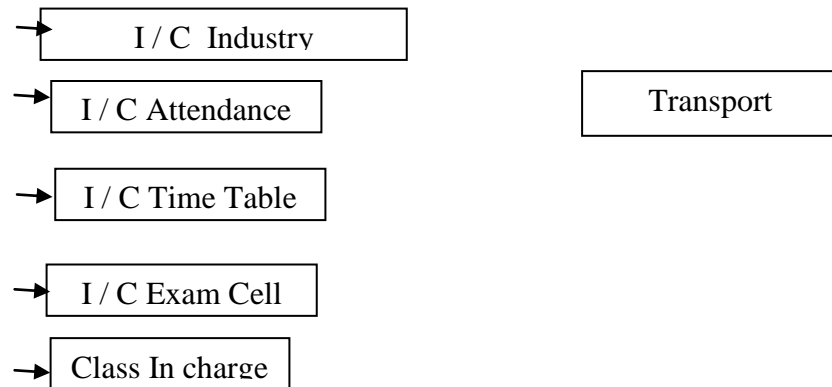 I / C Industry
I / C Attendance
Transport
I / C Time Table
I / C Exam Cell
Class In charge